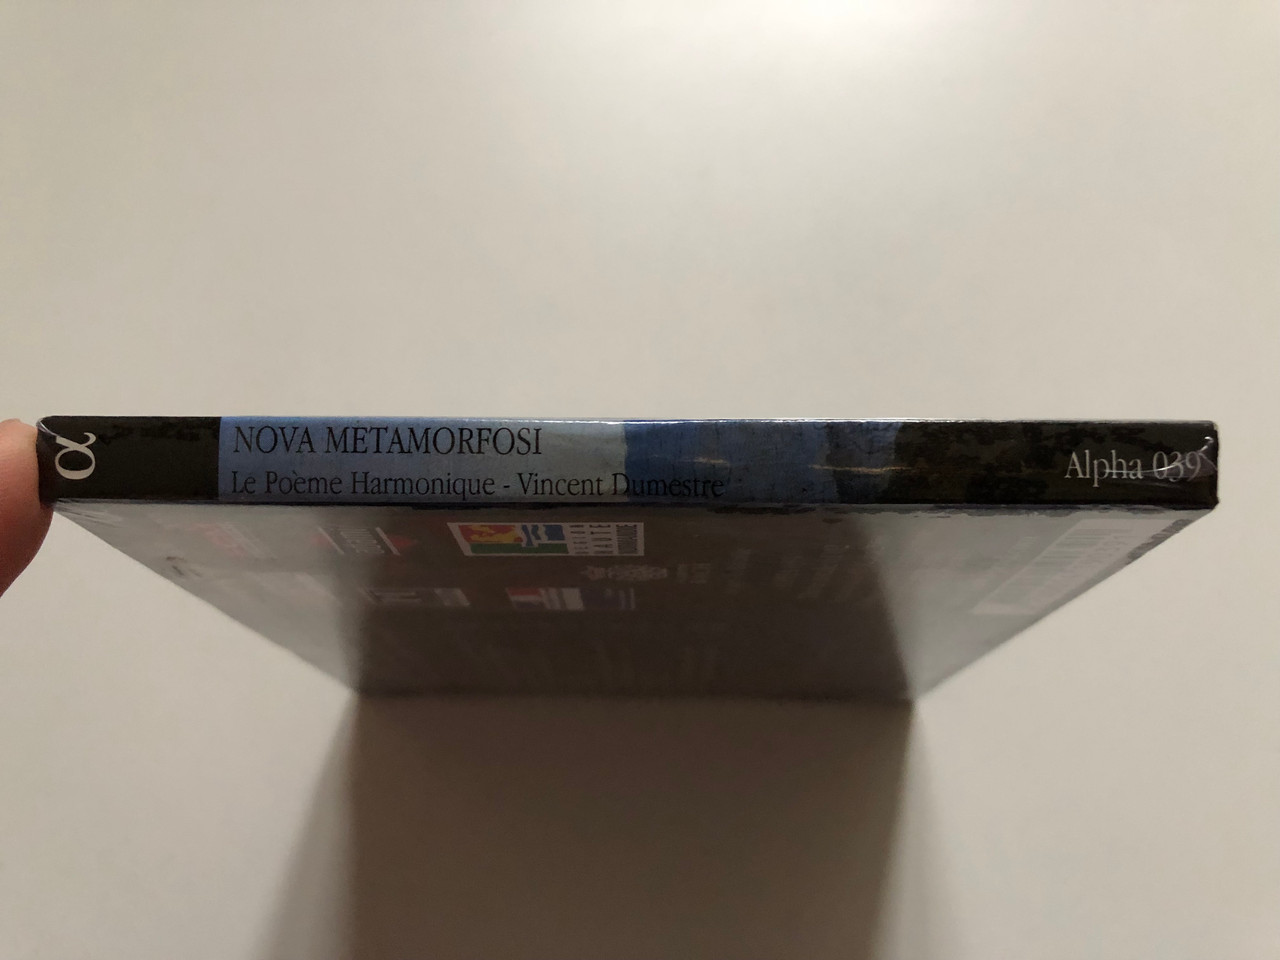 α
NOVA METAMORFOSI
Le Poème Harmonique - Vincent Dumestre
Alpha 039